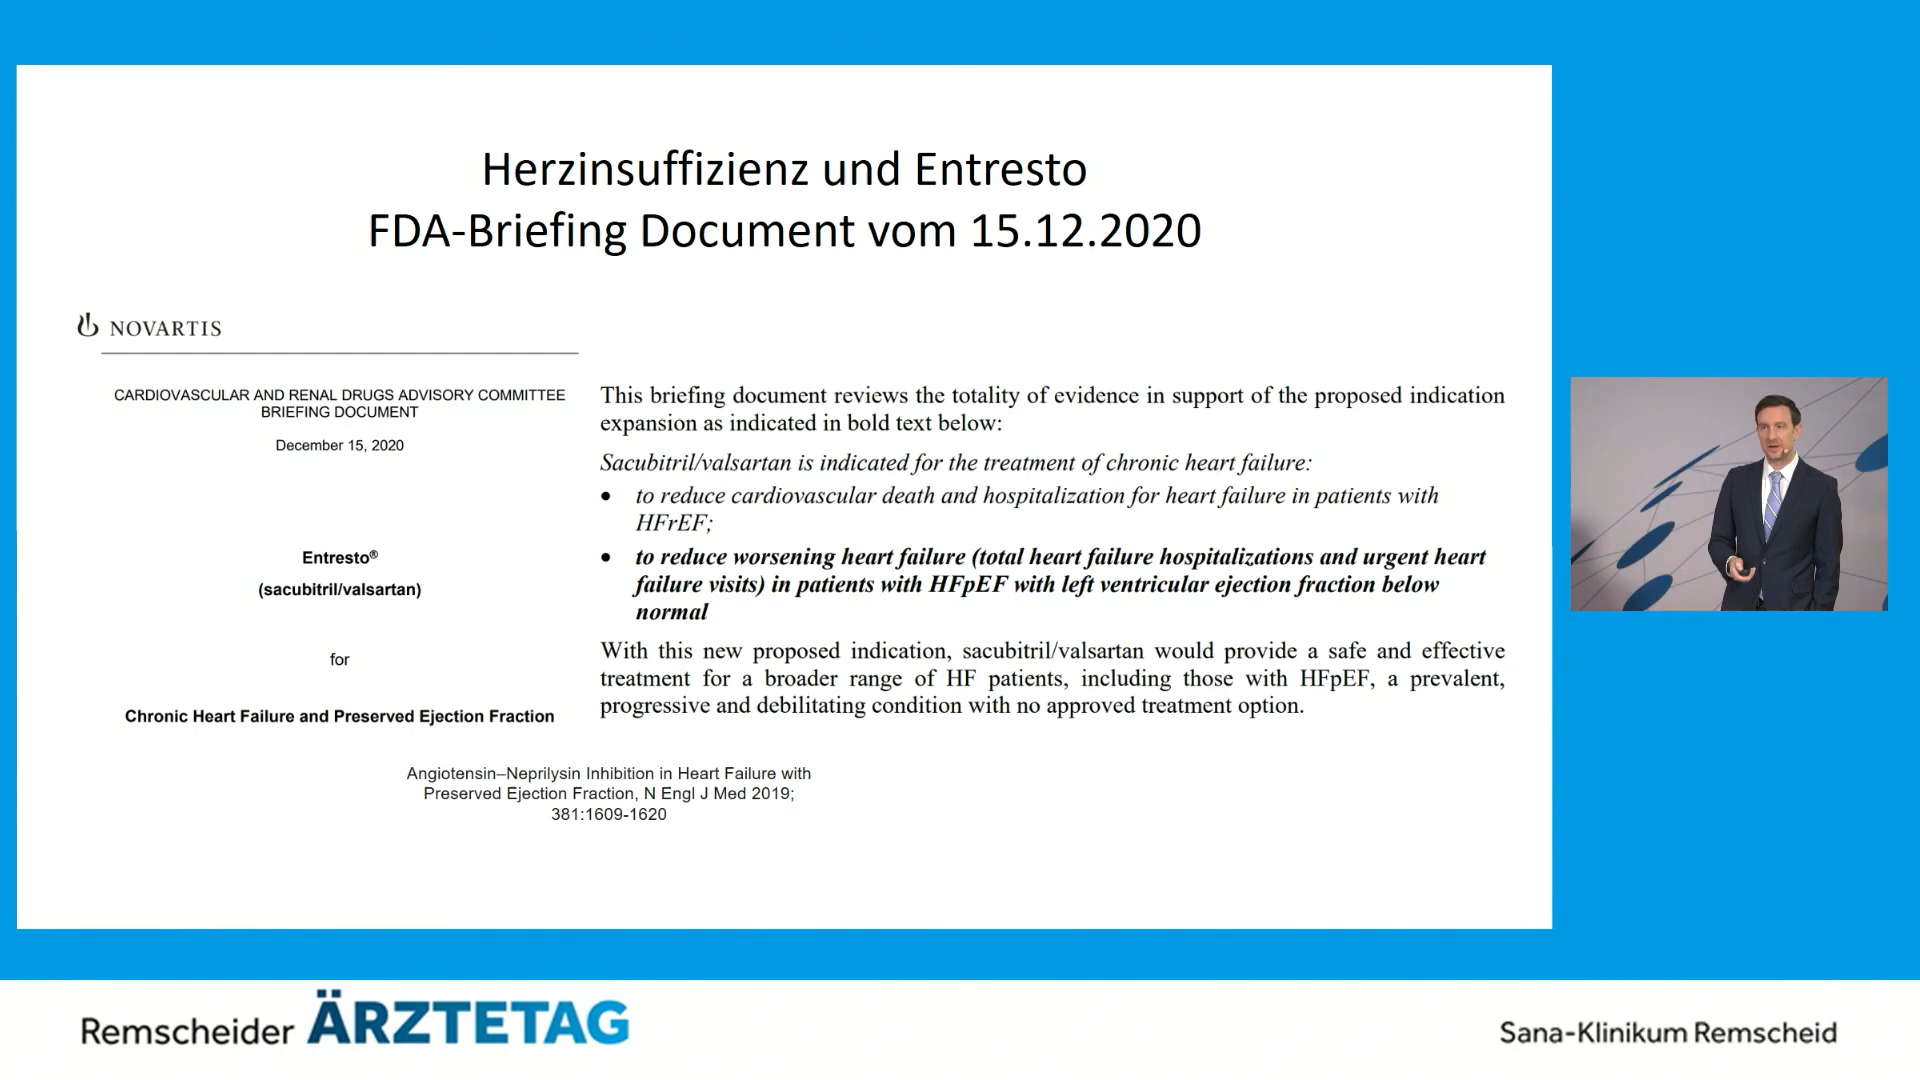 Herzinsuffizienz und Entresto
FDA-Briefing Document vom 15.12.2020
NOVARTIS
CARDIOVASCULAR AND RENAL DRUGS ADVISORY COMMITTEE
BRIEFING DOCUMENT
December 15, 2020
Entresto®
(sacubitril/valsartan)
for
Chronic Heart Failure and Preserved Ejection Fraction
This briefing document reviews the totality of evidence in support of the proposed indication
expansion as indicated in bold text below:
Sacubitril/valsartan is indicated for the treatment of chronic heart failure:
• to reduce cardiovascular death and hospitalization for heart failure in patients with
HFrEF;
• to reduce worsening heart failure (total heart failure hospitalizations and urgent heart
failure visits) in patients with HFpEF with left ventricular ejection fraction below
normal
With this new proposed indication, sacubitril/valsartan would provide a safe and effective
treatment for a broader range of HF patients, including those with HFpEF, a prevalent,
progressive and debilitating condition with no approved treatment option.
Angiotensin–Neprilysin Inhibition in Heart Failure with
Preserved Ejection Fraction, N Engl J Med 2019;
381:1609-1620
Remscheider ÄRZTETAG
Sana-Klinikum Remscheid